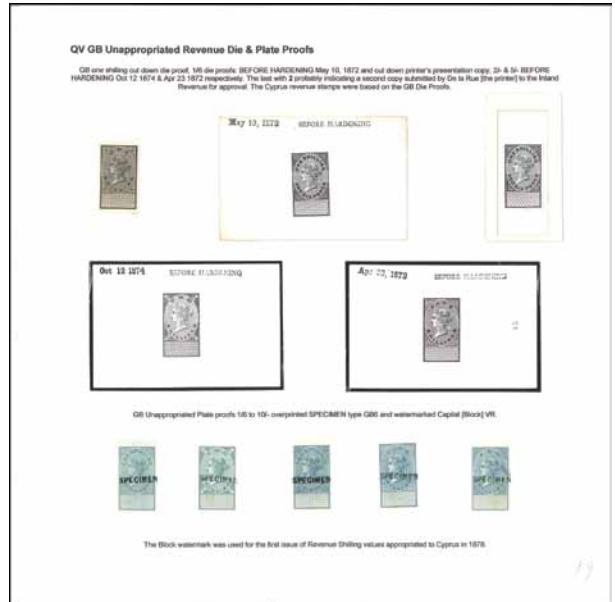 QV GB Unappropriated Revenue Die & Plate Proofs
GB one shilling cut down die proof, 1/6 die proofs: BEFORE HARDENING May 10, 1872 and cut down printer's presentation copy, 2/- & 5/- BEFORE
HARDENING Oct 12 1874 & Apr 23 1872 respectively. The last with 2 probably indicating a second copy submitted by De la Rue [the printer] to the Inland
Revenue for approval. The Cyprus revenue stamps were based on the GB Die Proofs.
May 10, 1872 BEFORE HARDENING
Oct 12 1874 BEFORE HARDENING
Apr 23, 1872 BEFORE HARDENING
GB Unappropriated Plate proofs 1/6 to 10/- overprinted SPECIMEN type GB6 and watermarked Capital [Block] VR.
SPECIMEN SPECIMEN SPECIMEN SPECIMEN SPECIMEN
The Block watermark was used for the first issue of Revenue Shilling values appropriated to Cyprus in 1878.
19